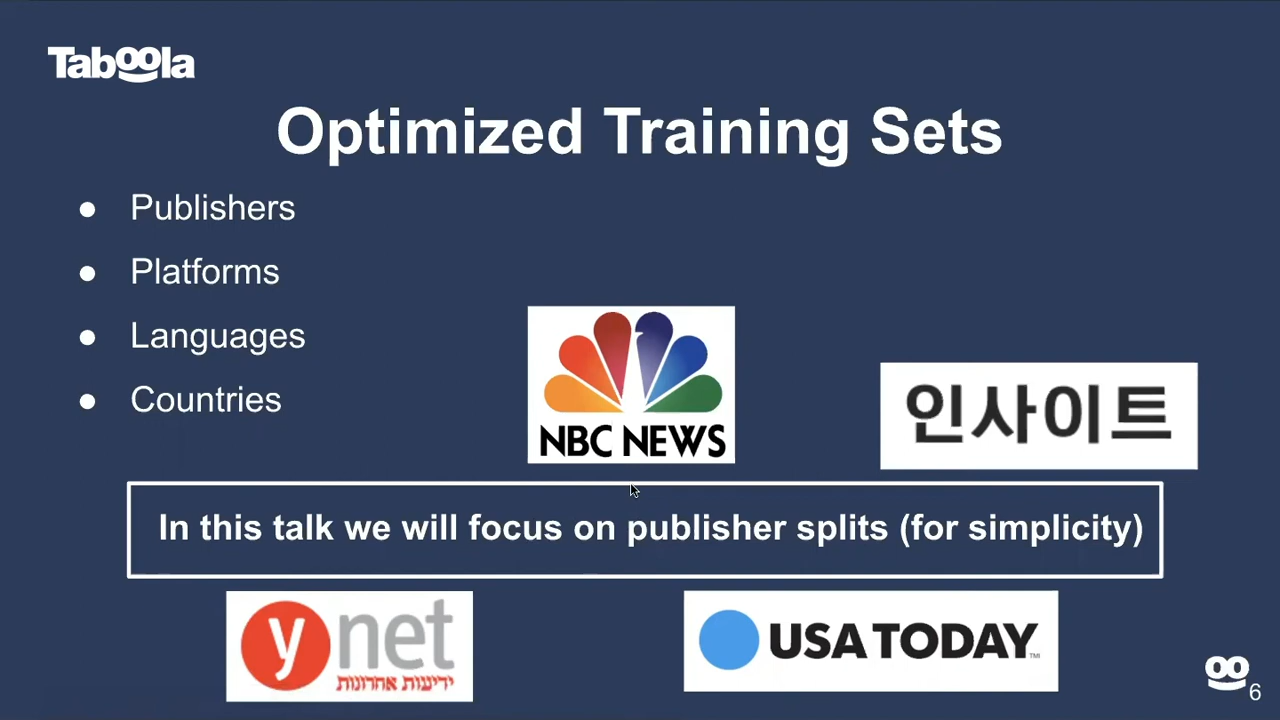 Taboola
Optimized Training Sets
● Publishers
● Platforms
● Languages
● Countries
NBC NEWS
인사이트
In this talk we will focus on publisher splits (for simplicity)
ynet
ידיעות אחרונות
USA TODAY™
6